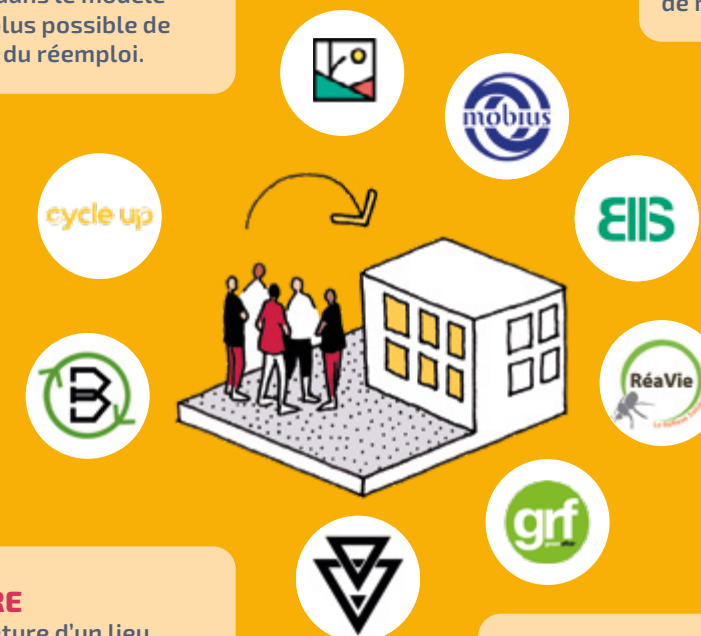 dans le modèle
plus possible de
du réemploi.
de
mobius
cycle up
RéaVie
grf
RE
ture d'un lieu